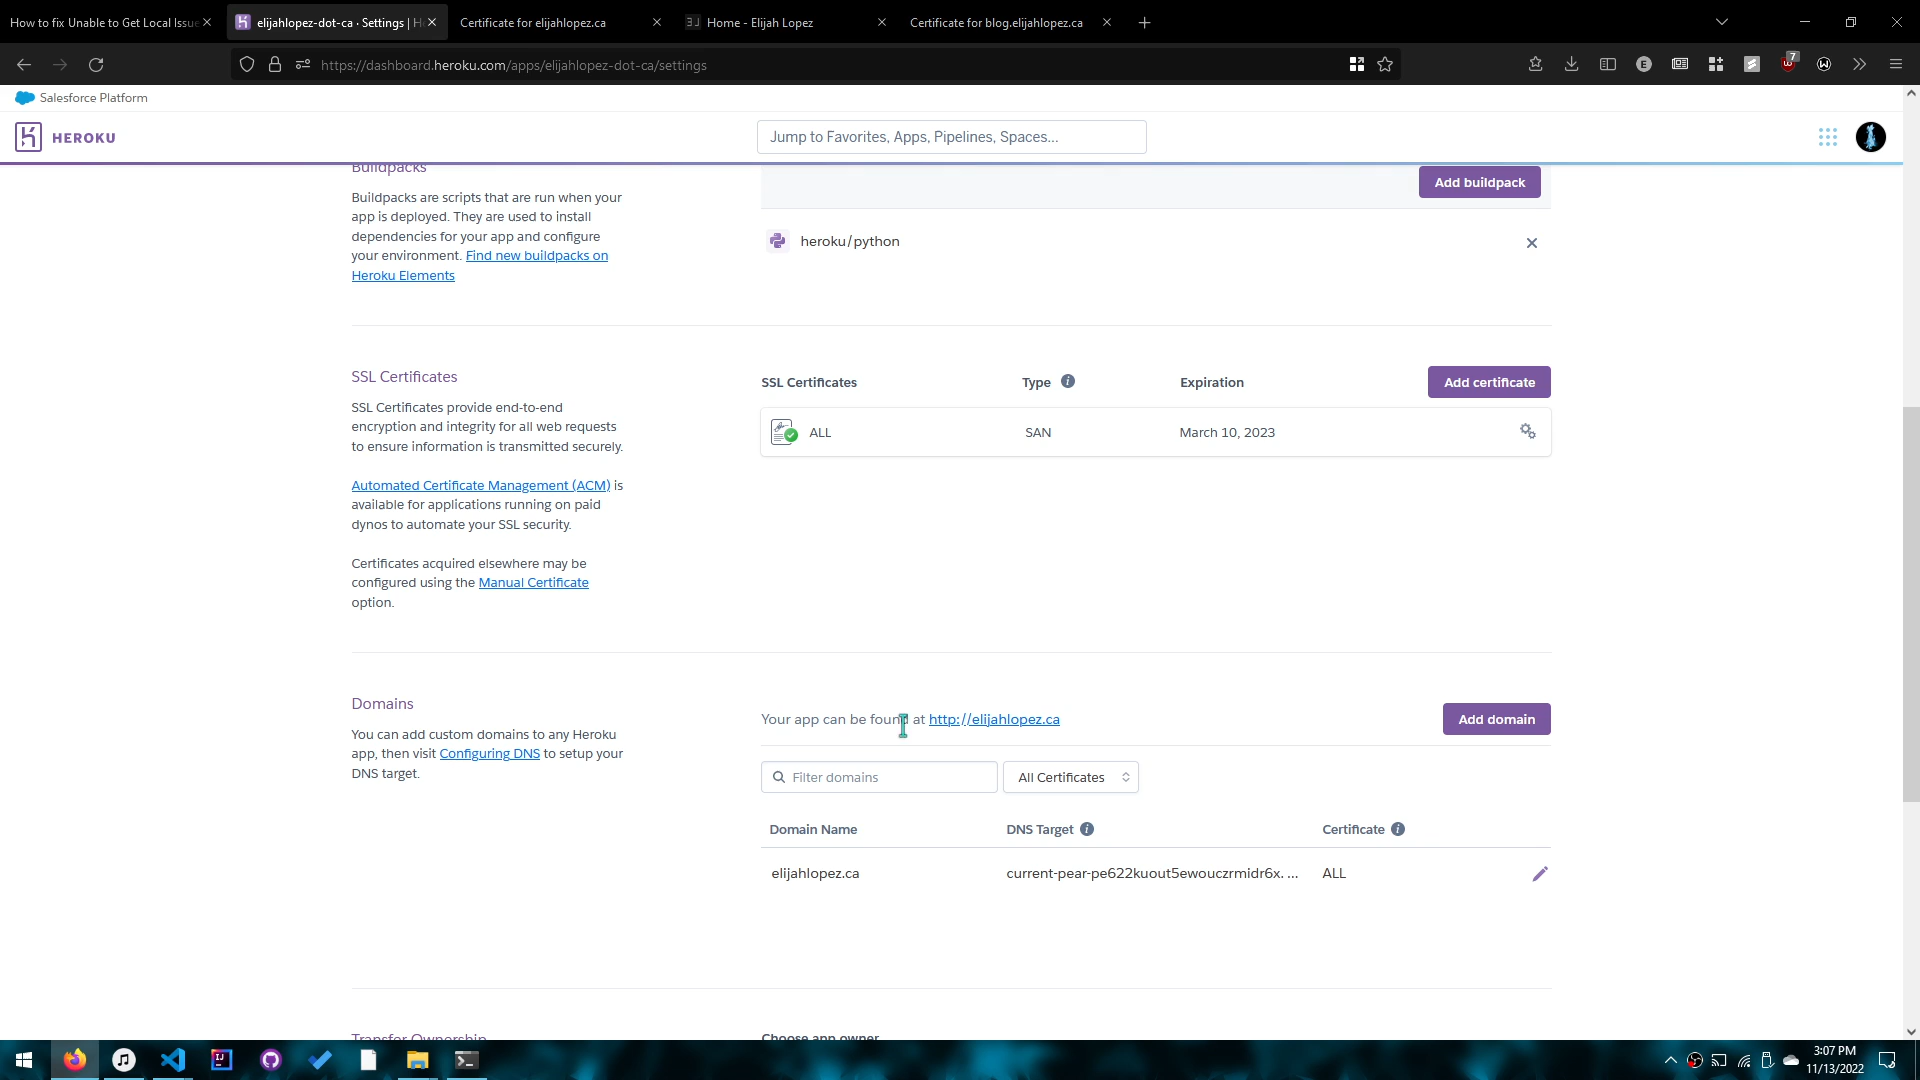 How to fix Unable to Get Local Issue
elijahlopez-dot-ca · Settings | H
Certificate for elijahlopez.ca
Home - Elijah Lopez
Certificate for blog.elijahlopez.ca
https://dashboard.heroku.com/apps/elijahlopez-dot-ca/settings
7
Salesforce Platform
HEROKU
Jump to Favorites, Apps, Pipelines, Spaces...
Buildpacks
Buildpacks are scripts that are run when your
app is deployed. They are used to install
dependencies for your app and configure
your environment. Find new buildpacks on
Heroku Elements
Add buildpack
heroku/python
SSL Certificates
SSL Certificates provide end-to-end
encryption and integrity for all web requests
to ensure information is transmitted securely.
Automated Certificate Management (ACM) is
available for applications running on paid
dynos to automate your SSL security.
Certificates acquired elsewhere may be
configured using the Manual Certificate
option.
SSL Certificates Type Expiration
Add certificate
ALL SAN March 10, 2023
Domains
You can add custom domains to any Heroku
app, then visit Configuring DNS to setup your
DNS target.
Your app can be found at http://elijahlopez.ca
Add domain
Filter domains
All Certificates
Domain Name DNS Target Certificate
elijahlopez.ca current-pear-pe622kuout5ewouczrmidr6x. ... ALL
Transfer Ownership
Choose app owner
3:07 PM
11/13/2022